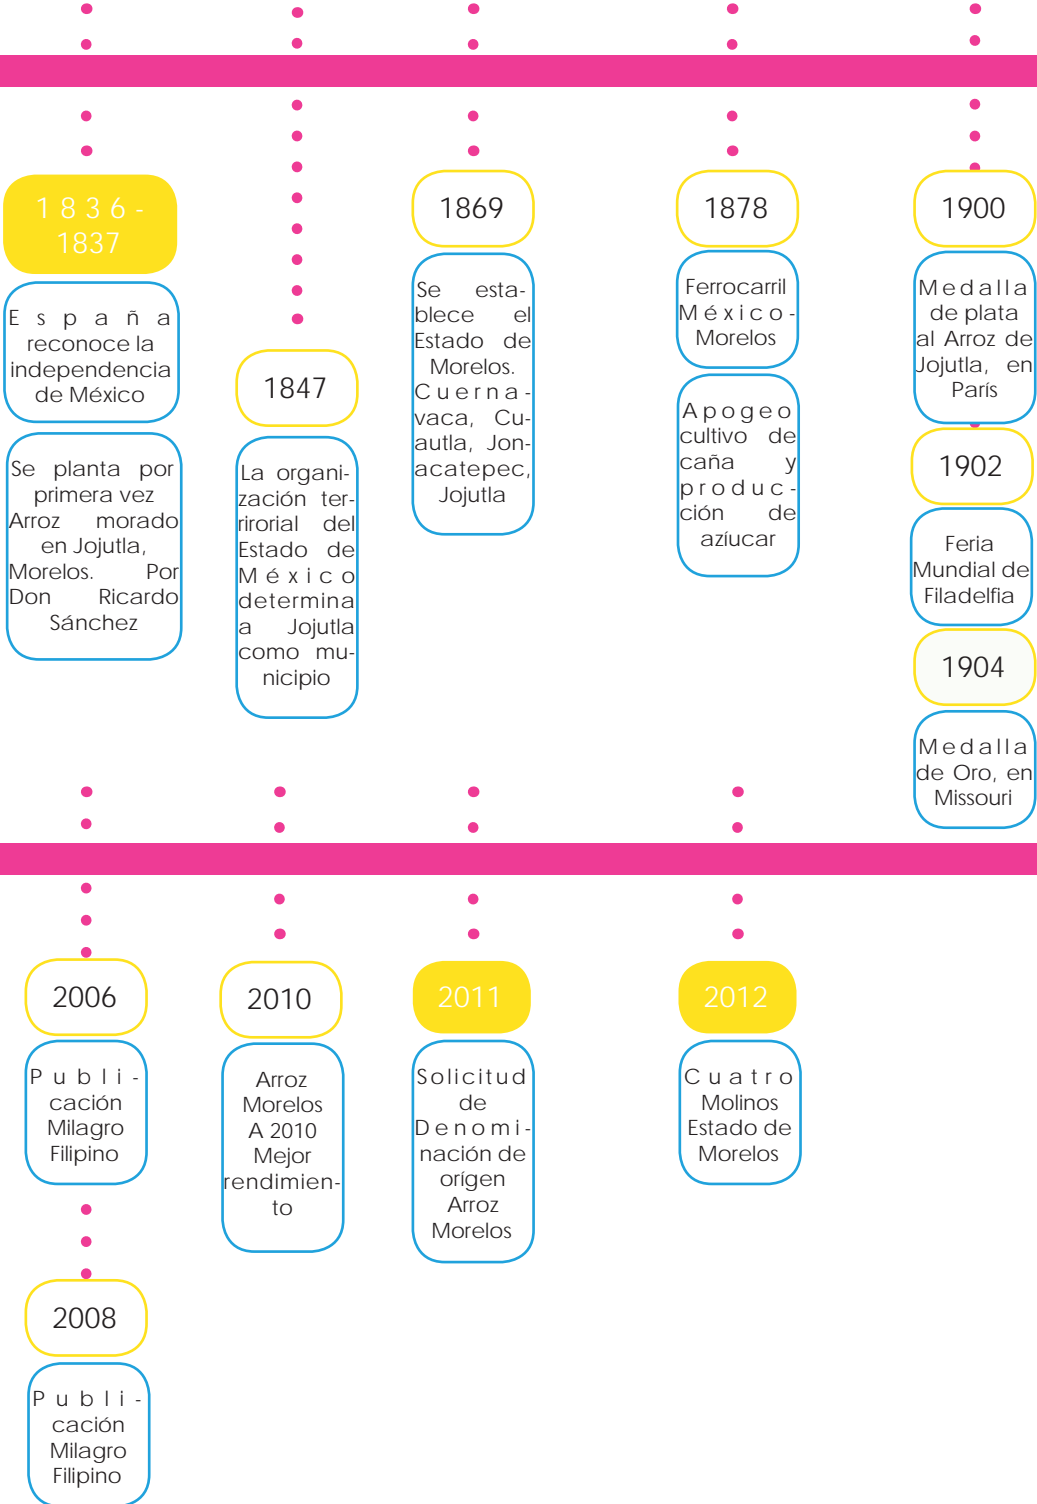 1836-
1837
España
reconoce la
independencia
de México
Se planta por
primera vez
Arroz morado
en Jojutla,
Morelos. Por
Don Ricardo
Sánchez
1847
La organi-
zación ter-
rirorial del
Estado de
México
determina
a Jojutla
como mu-
nicipio
1869
Se esta-
blece el
Estado de
Morelos.
Cuerna-
vaca, Cu-
autla, Jon-
acatepec,
Jojutla
1878
Ferrocarril
México-
Morelos
Apogeo
cultivo de
caña y
produc-
ción de
azíucar
1900
Medalla
de plata
al Arroz de
Jojutla, en
París
1902
Feria
Mundial de
Filadelfia
1904
Medalla
de Oro, en
Missouri
2006
Publi-
cación
Milagro
Filipino
2008
Publi-
cación
Milagro
Filipino
2010
Arroz
Morelos
A 2010
Mejor
rendimien-
to
2011
Solicitud
de
Denomi-
nación de
orígen
Arroz
Morelos
2012
Cuatro
Molinos
Estado de
Morelos